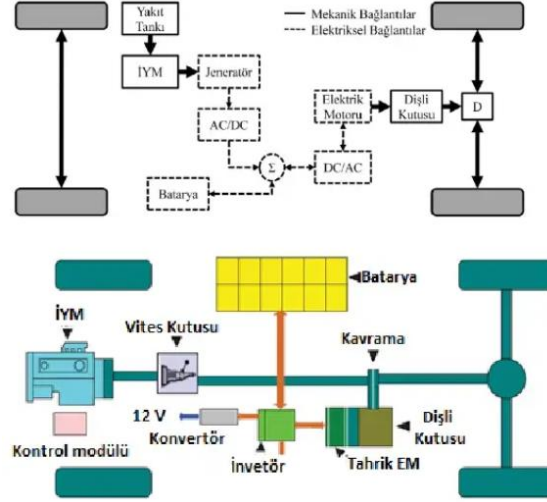 Yakıt
Tankı
Mekanik Bağlantılar
Elektriksel Bağlantılar
İYM
Jeneratör
Elektrik
Motoru
Dişli
Kutusu
D
AC/DC
Σ
DC/AC
Batarya
Batarya
İYM
Vites Kutusu
Kavrama
12 V
Konvertör
Dişli
Kutusu
Kontrol modülü
İnvetör
Tahrik EM